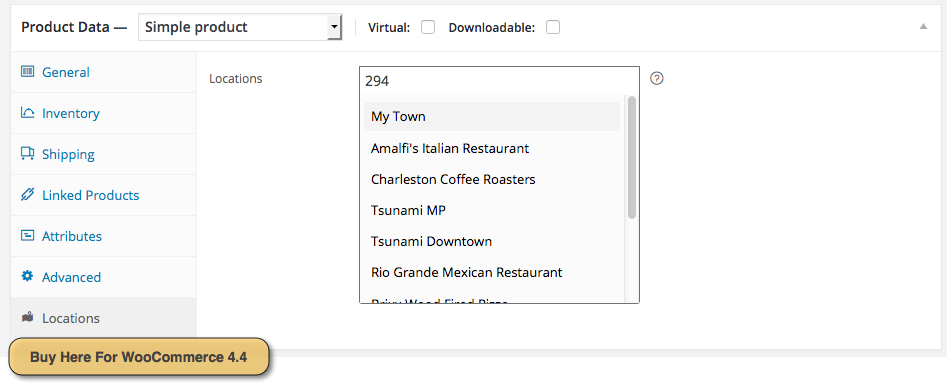 Product Data — Simple product Virtual: Downloadable:
General
Locations 294
Inventory
My Town
Amalfi's Italian Restaurant
Shipping
Charleston Coffee Roasters
Linked Products
Tsunami MP
Attributes
Tsunami Downtown
Advanced
Rio Grande Mexican Restaurant
Locations
Buy Here For WooCommerce 4.4